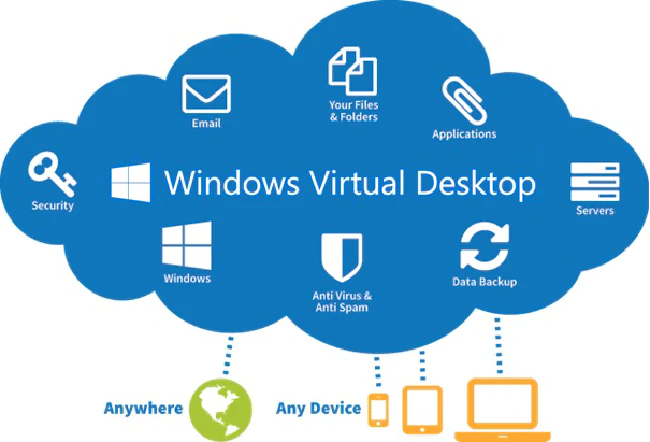 Email
Your Files
& Folders
Applications
Security
Windows Virtual Desktop
Servers
Windows
Anti Virus &
Anti Spam
Data Backup
Anywhere
Any Device